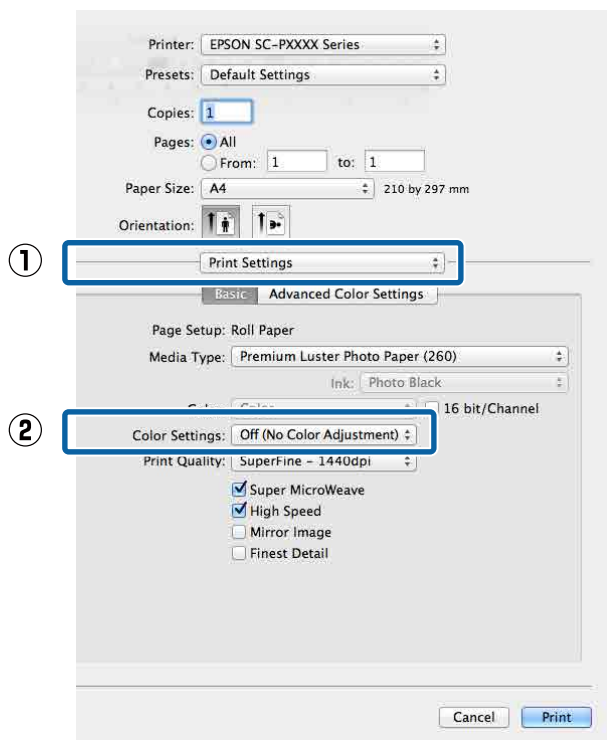 Printer: EPSON SC-PXXXX Series
Presets: Default Settings
Copies: 1
Pages: All
From: 1 to: 1
Paper Size: A4 210 by 297 mm
Orientation:
① Print Settings
Basic Advanced Color Settings
Page Setup: Roll Paper
Media Type: Premium Luster Photo Paper (260)
Ink: Photo Black
Color 16 bit/Channel
② Color Settings: Off (No Color Adjustment)
Print Quality: SuperFine - 1440dpi
Super MicroWeave
High Speed
Mirror Image
Finest Detail
Cancel Print